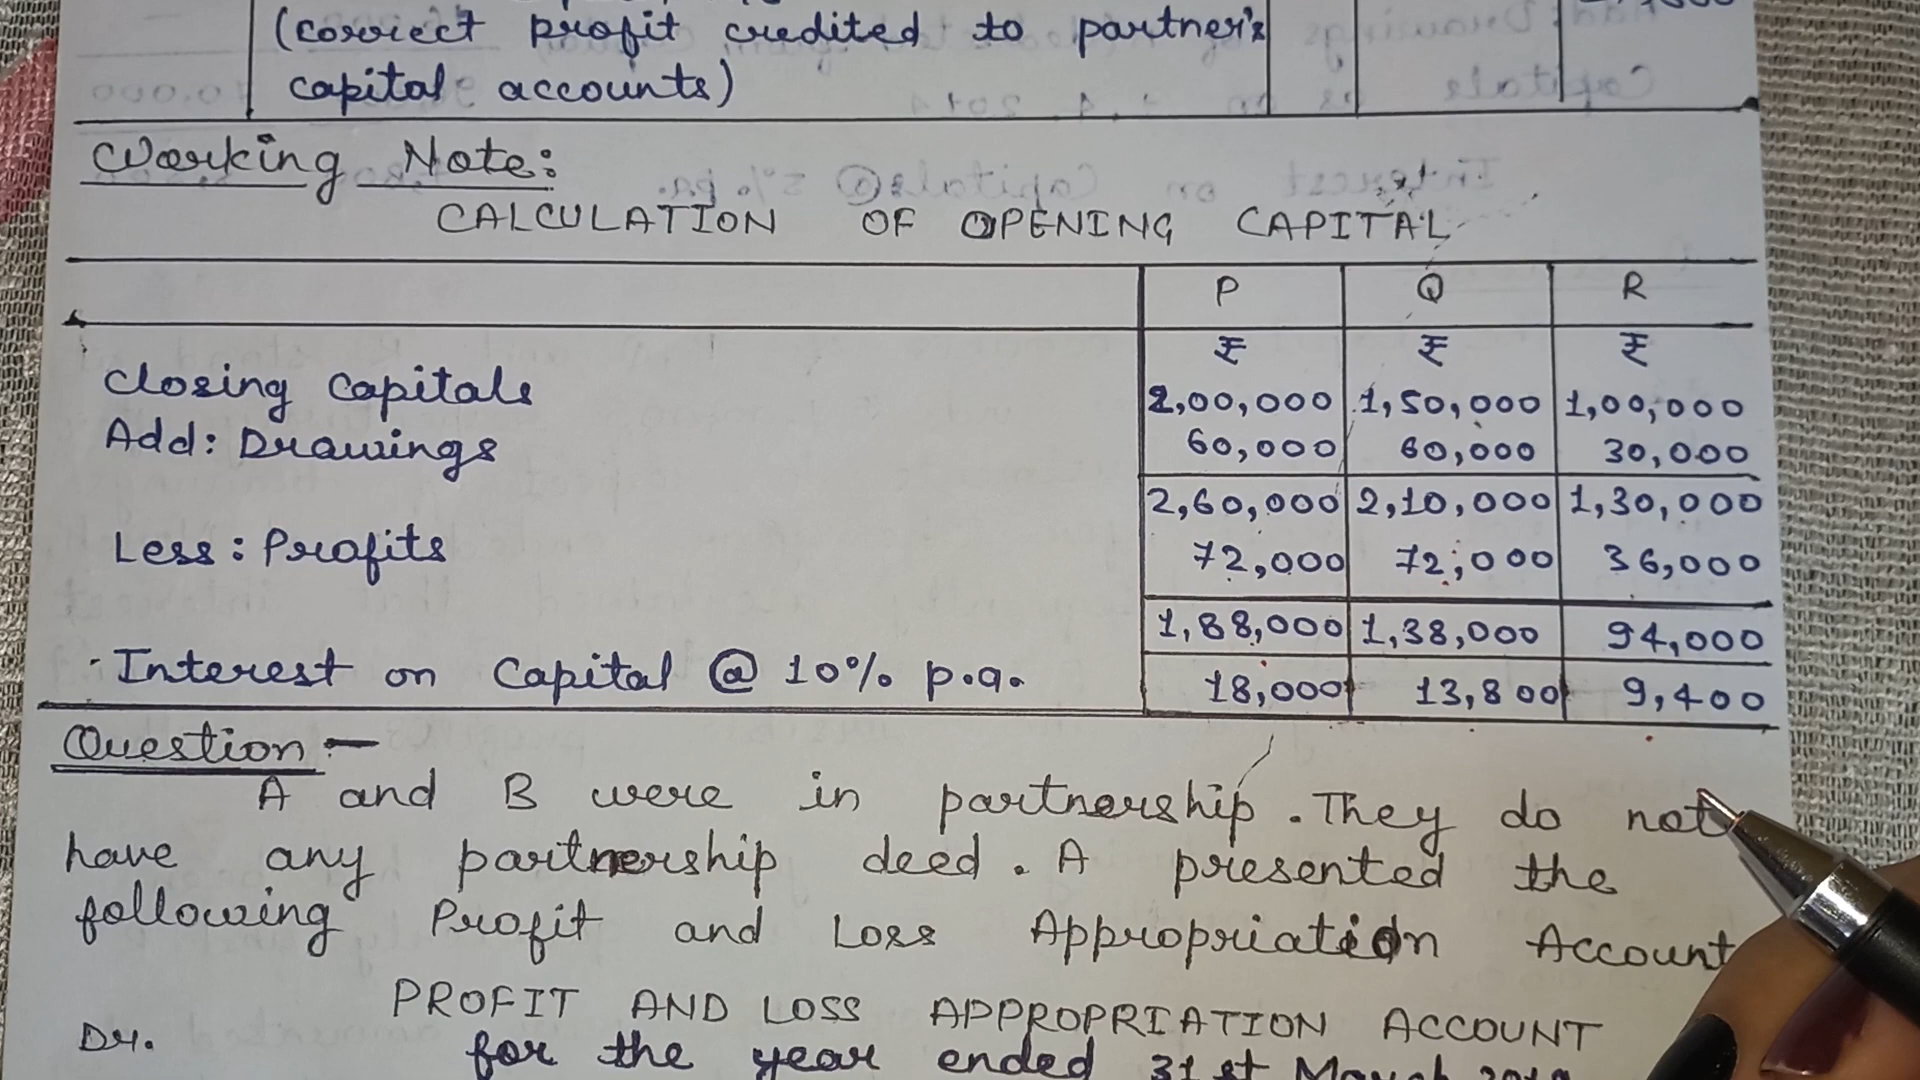 (correct profit credited to partner's
capital accounts)
Working Note:
CALCULATION OF OPENING CAPITAL
P Q R
₹ ₹ ₹
Closing Capitals 2,00,000 1,50,000 1,00,000
Add: Drawings 60,000 60,000 30,000
2,60,000 2,10,000 1,30,000
Less: Profits 72,000 72,000 36,000
1,88,000 1,38,000 94,000
Interest on Capital @ 10% p.a. 18,000 13,800 9,400
Question -
A and B were in partnership. They do not
have any partnership deed. A presented the
following Profit and Loss Appropriation Account
PROFIT AND LOSS APPROPRIATION ACCOUNT
Dr. for the year ended 31st March